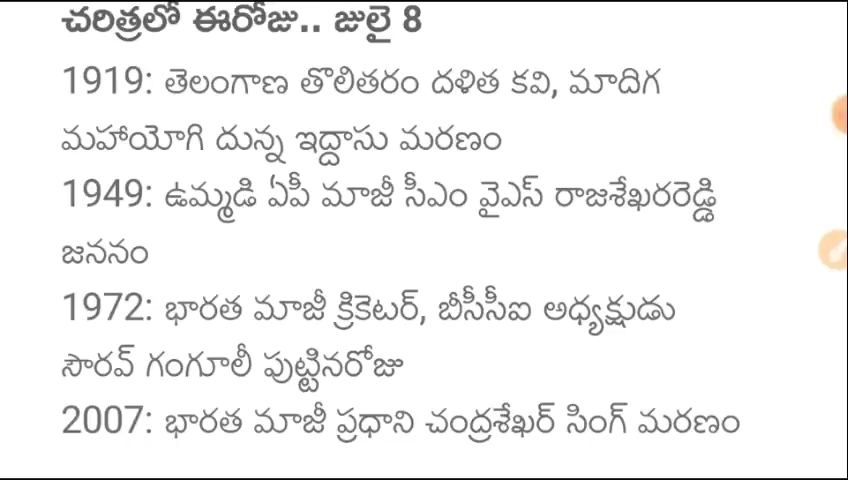 చరిత్రలో ఈరోజు.. జులై 8
1919: తెలంగాణ తొలితరం దళిత కవి, మాదిగ
మహాయోగి దున్న ఇద్దాసు మరణం
1949: ఉమ్మడి ఏపీ మాజీ సీఎం వైఎస్ రాజశేఖరరెడ్డి
జననం
1972: భారత మాజీ క్రికెటర్, బీసీసీఐ అధ్యక్షుడు
సౌరవ్ గంగూలీ పుట్టినరోజు
2007: భారత మాజీ ప్రధాని చంద్రశేఖర్ సింగ్ మరణం